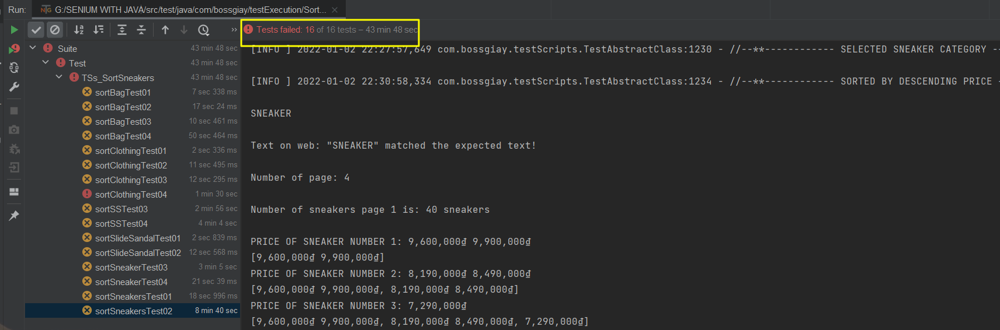 Run: G:/SENIUM WITH JAVA/src/test/java/com/bossgiay/testExecution/Sort...
Tests failed: 16 of 16 tests – 43 min 48 sec
Suite 43 min 48 sec
Test 43 min 48 sec
TSs_SortSneakers 43 min 48 sec
sortBagTest01 7 sec 338 ms
sortBagTest02 17 sec 24 ms
sortBagTest03 10 sec 461 ms
sortBagTest04 50 sec 464 ms
sortClothingTest01 2 sec 336 ms
sortClothingTest02 11 sec 495 ms
sortClothingTest03 12 sec 295 ms
sortClothingTest04 1 min 30 sec
sortSSTest03 2 min 56 sec
sortSSTest04 4 min 4 sec
sortSlideSandalTest01 2 sec 839 ms
sortSlideSandalTest02 12 sec 568 ms
sortSneakerTest03 3 min 5 sec
sortSneakerTest04 21 sec 39 ms
sortSneakersTest01 18 sec 996 ms
sortSneakersTest02 8 min 40 sec
[INFO ] 2022-01-02 22:27:57,649 com.bossgiay.testScripts.TestAbstractClass:1230 - //--**------------ SELECTED SNEAKER CATEGORY --
[INFO ] 2022-01-02 22:30:58,334 com.bossgiay.testScripts.TestAbstractClass:1234 - //--**------------ SORTED BY DESCENDING PRICE -
SNEAKER
Text on web: "SNEAKER" matched the expected text!
Number of page: 4
Number of sneakers page 1 is: 40 sneakers
PRICE OF SNEAKER NUMBER 1: 9,600,000₫ 9,900,000₫
[9,600,000₫ 9,900,000₫]
PRICE OF SNEAKER NUMBER 2: 8,190,000₫ 8,490,000₫
[9,600,000₫ 9,900,000₫, 8,190,000₫ 8,490,000₫]
PRICE OF SNEAKER NUMBER 3: 7,290,000₫
[9,600,000₫ 9,900,000₫, 8,190,000₫ 8,490,000₫, 7,290,000₫]